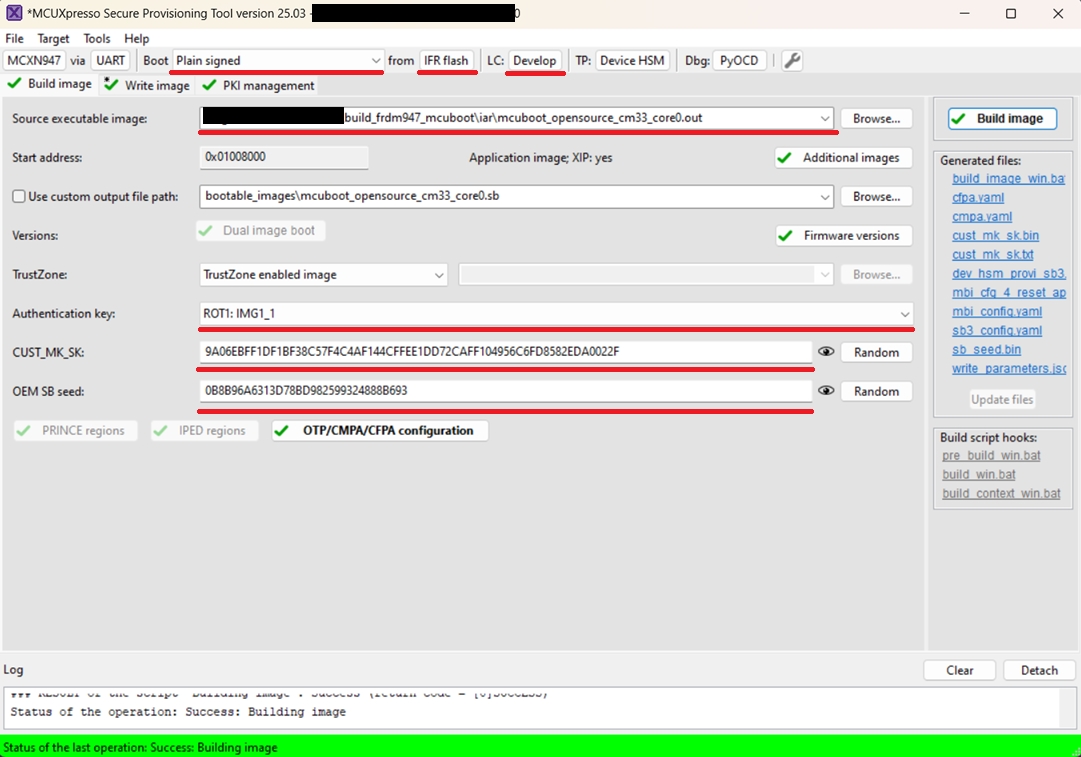 *MCUXpresso Secure Provisioning Tool version 25.03 -
File Target Tools Help
MCXN947 via UART Boot Plain signed from IFR flash LC: Develop TP: Device HSM Dbg: PyOCD
Build image * Write image PKI management
Source executable image: build_frdm947_mcuboot\iar\mcuboot_opensource_cm33_core0.out Browse...
Start address: 0x01008000 Application image; XIP: yes Additional images
Use custom output file path: bootable_images\mcuboot_opensource_cm33_core0.sb Browse...
Versions: Dual image boot Firmware versions
TrustZone: TrustZone enabled image Browse...
Authentication key: ROT1: IMG1_1
CUST_MK_SK: 9A06EBFF1DF1BF38C57F4C4AF144CFFEE1DD72CAFF104956C6FD8582EDA0022F Random
OEM SB seed: 0B8B96A6313D78BD982599324888B693 Random
PRINCE regions IPED regions OTP/CMPA/CFPA configuration
Build image
Generated files:
build_image_win.ba
cfpa.yaml
cmpa.yaml
cust_mk_sk.bin
cust_mk_sk.txt
dev_hsm_provi_sb3.
mbi_cfg_4_reset_ap
mbi_config.yaml
sb3_config.yaml
sb_seed.bin
write_parameters.jsc
Update files
Build script hooks:
pre_build_win.bat
build_win.bat
build_context_win.bat
Log Clear Detach
### RESULT of the script "Building image": Success (return code = [0]SUCCESS)
Status of the operation: Success: Building image
Status of the last operation: Success: Building image